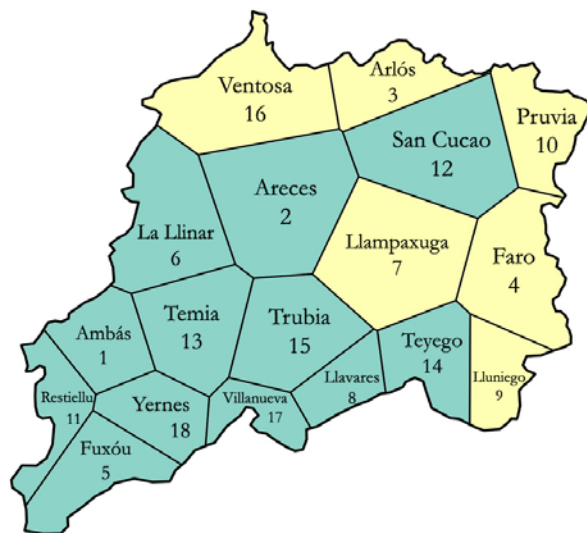 Arlós
3
Ventosa
16
Pruvia
10
San Cucao
12
Areces
2
La Llinar
6
Llampaxuga
7
Faro
4
Temia
13
Trubia
15
Ambás
1
Teyego
14
Lluniego
9
Llavares
8
Restiellu
11
Yernes
18
Villanueva
17
Fuxóu
5